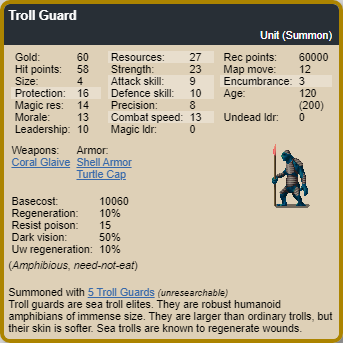 Troll Guard
Unit (Summon)
Gold: 60 Resources: 27 Rec points: 60000
Hit points: 58 Strength: 23 Map move: 12
Size: 4 Attack skill: 9 Encumbrance: 3
Protection: 16 Defence skill: 10 Age: 120
Magic res: 14 Precision: 8 (200)
Morale: 13 Combat speed: 13 Undead ldr: 0
Leadership: 10 Magic ldr: 0
Weapons: Armor:
Coral Glaive Shell Armor
Turtle Cap
Basecost: 10060
Regeneration: 10%
Resist poison: 15
Dark vision: 50%
Uw regeneration: 10%
(Amphibious, need-not-eat)
Summoned with 5 Troll Guards (unresearchable)
Troll guards are sea troll elites. They are robust humanoid
amphibians of immense size. They are larger than ordinary trolls, but
their skin is softer. Sea trolls are known to regenerate wounds.